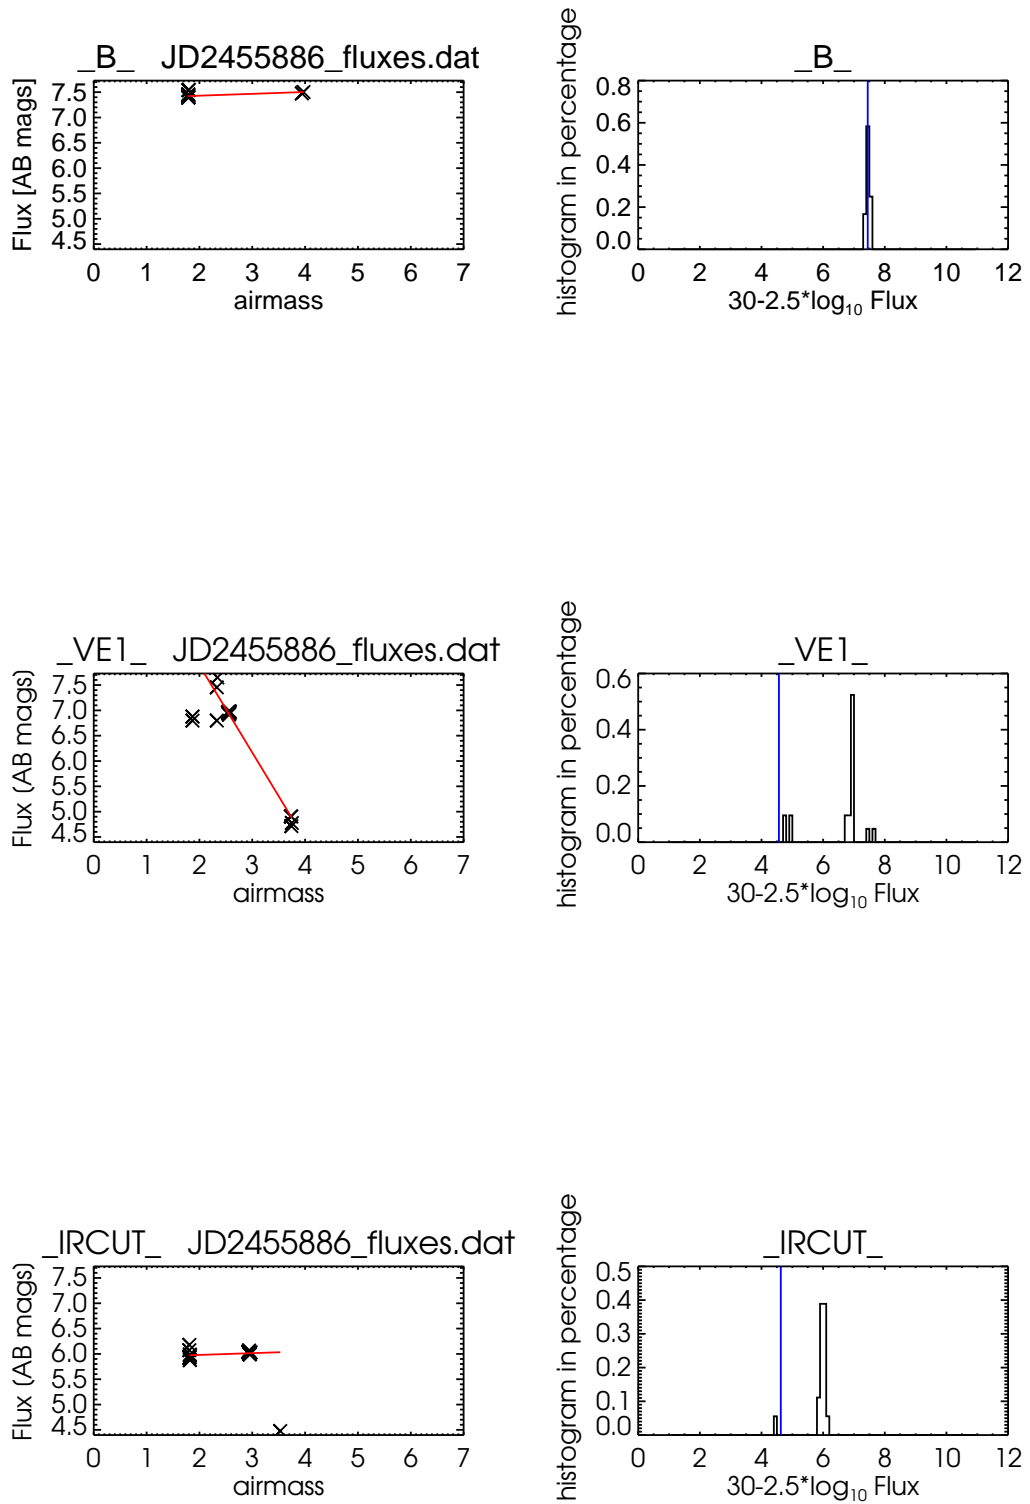 _B_ JD2455886_fluxes.dat
Flux [AB mags]
7.5
7.0
6.5
6.0
5.5
5.0
4.5
0 1 2 3 4 5 6 7
airmass
_B_
histogram in percentage
0.8
0.6
0.4
0.2
0.0
0 2 4 6 8 10 12
30-2.5*log10 Flux
_VE1_ JD2455886_fluxes.dat
Flux (AB mags)
7.5
7.0
6.5
6.0
5.5
5.0
4.5
0 1 2 3 4 5 6 7
airmass
_VE1_
histogram in percentage
0.6
0.4
0.2
0.0
0 2 4 6 8 10 12
30-2.5*log10 Flux
_IRCUT_ JD2455886_fluxes.dat
Flux (AB mags)
7.5
7.0
6.5
6.0
5.5
5.0
4.5
0 1 2 3 4 5 6 7
airmass
_IRCUT_
histogram in percentage
0.5
0.4
0.3
0.2
0.1
0.0
0 2 4 6 8 10 12
30-2.5*log10 Flux